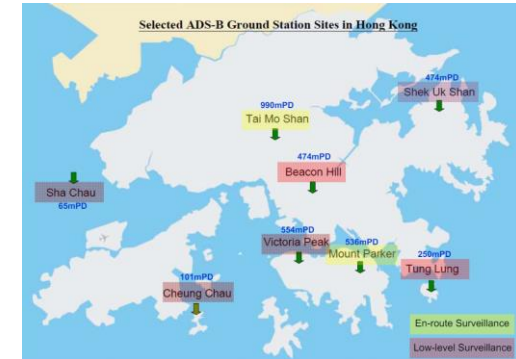 Selected ADS-B Ground Station Sites in Hong Kong
474mPD
Shek Uk Shan
990mPD
Tai Mo Shan
474mPD
Beacon Hill
Sha Chau
65mPD
554mPD
Victoria Peak
536mPD
Mount Parker
250mPD
Tung Lung
101mPD
Cheung Chau
En-route Surveillance
Low-level Surveillance